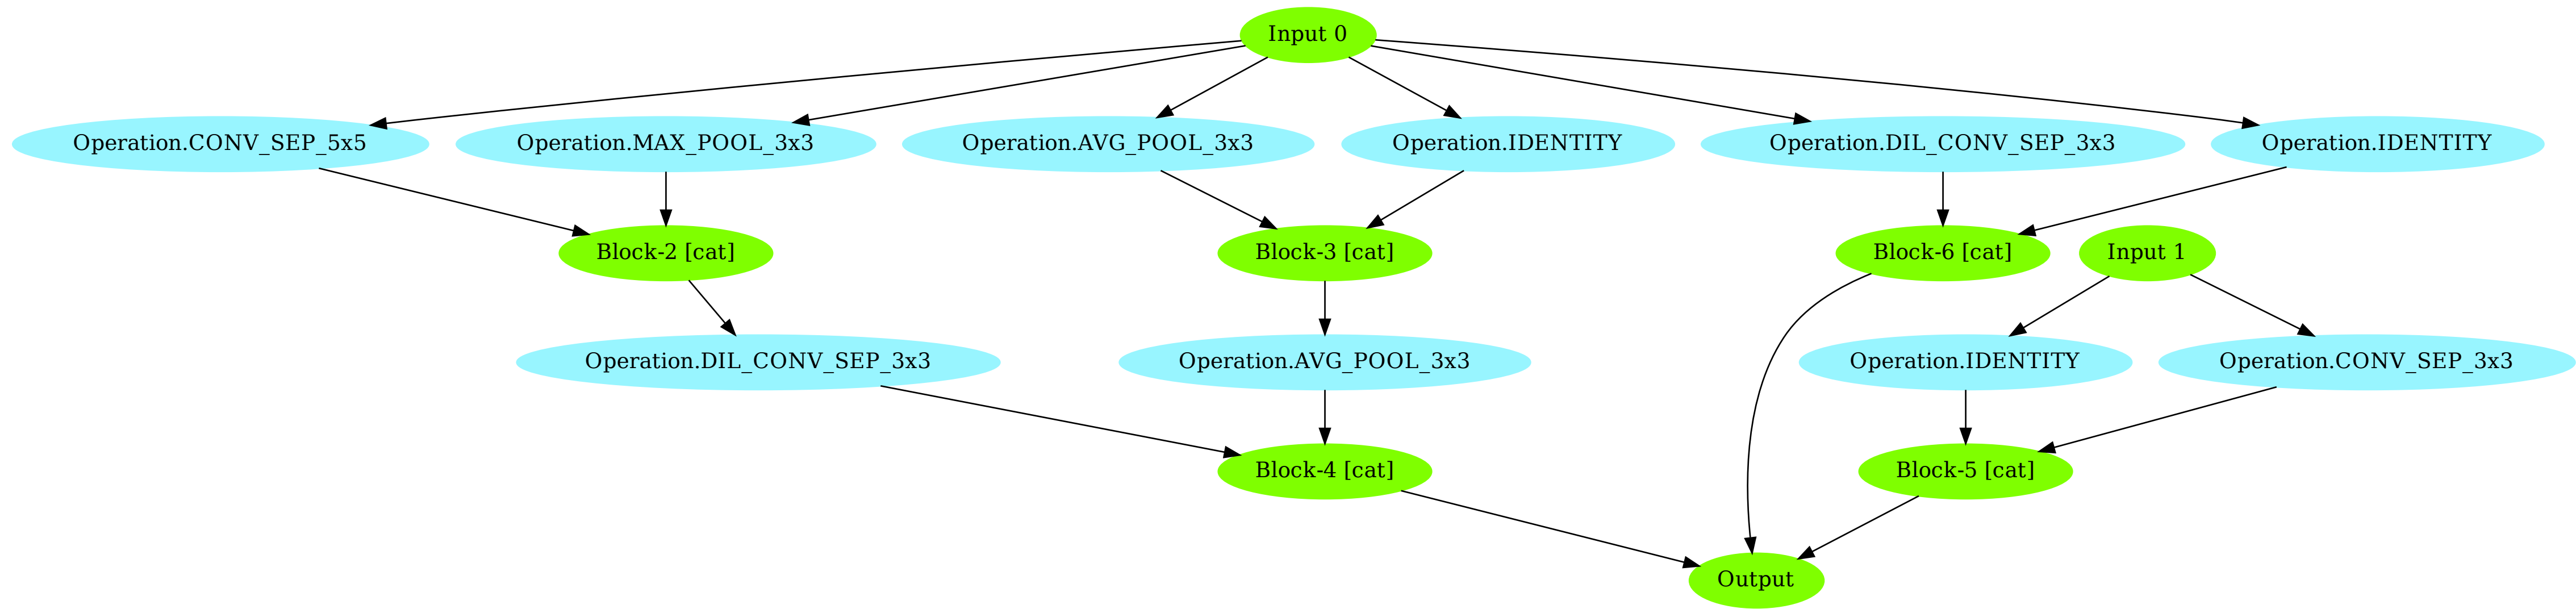 Input 0
Operation.CONV_SEP_5x5
Operation.MAX_POOL_3x3
Operation.AVG_POOL_3x3
Operation.IDENTITY
Operation.DIL_CONV_SEP_3x3
Operation.IDENTITY
Block-2 [cat]
Block-3 [cat]
Block-6 [cat]
Input 1
Operation.DIL_CONV_SEP_3x3
Operation.AVG_POOL_3x3
Operation.IDENTITY
Operation.CONV_SEP_3x3
Block-4 [cat]
Block-5 [cat]
Output